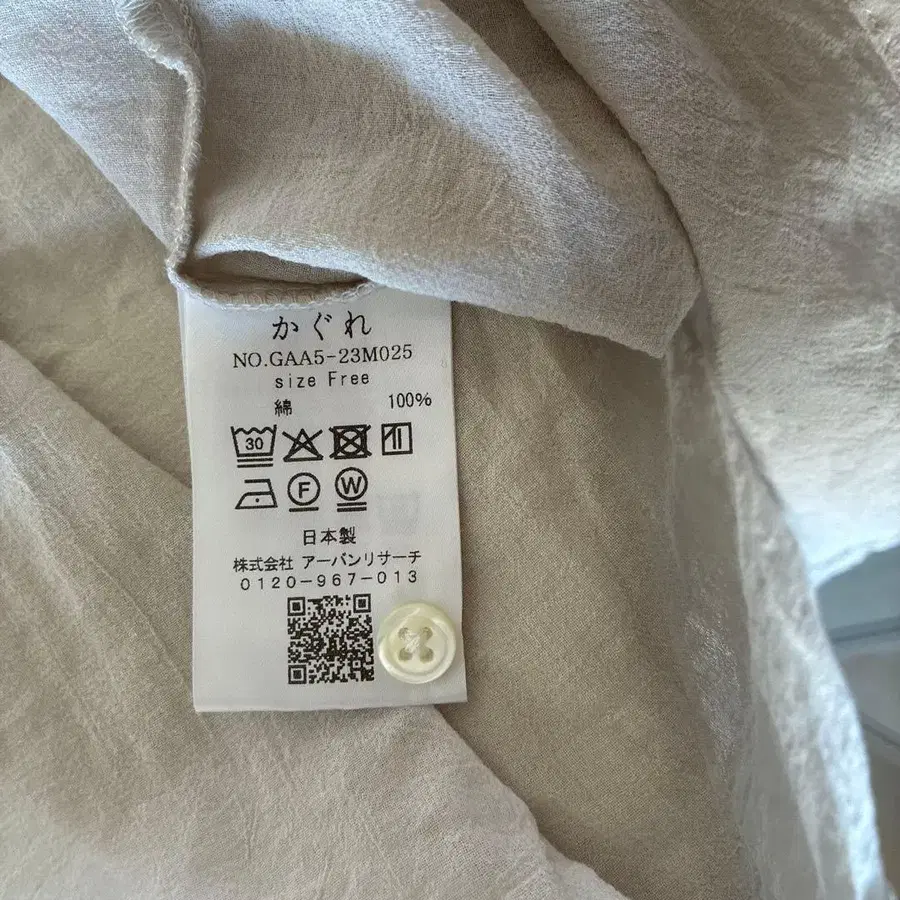 かぐれ
NO.GAA5-23M025
size Free
綿 100%
30
F W
日本製
株式会社 アーバンリサーチ
0120-967-013